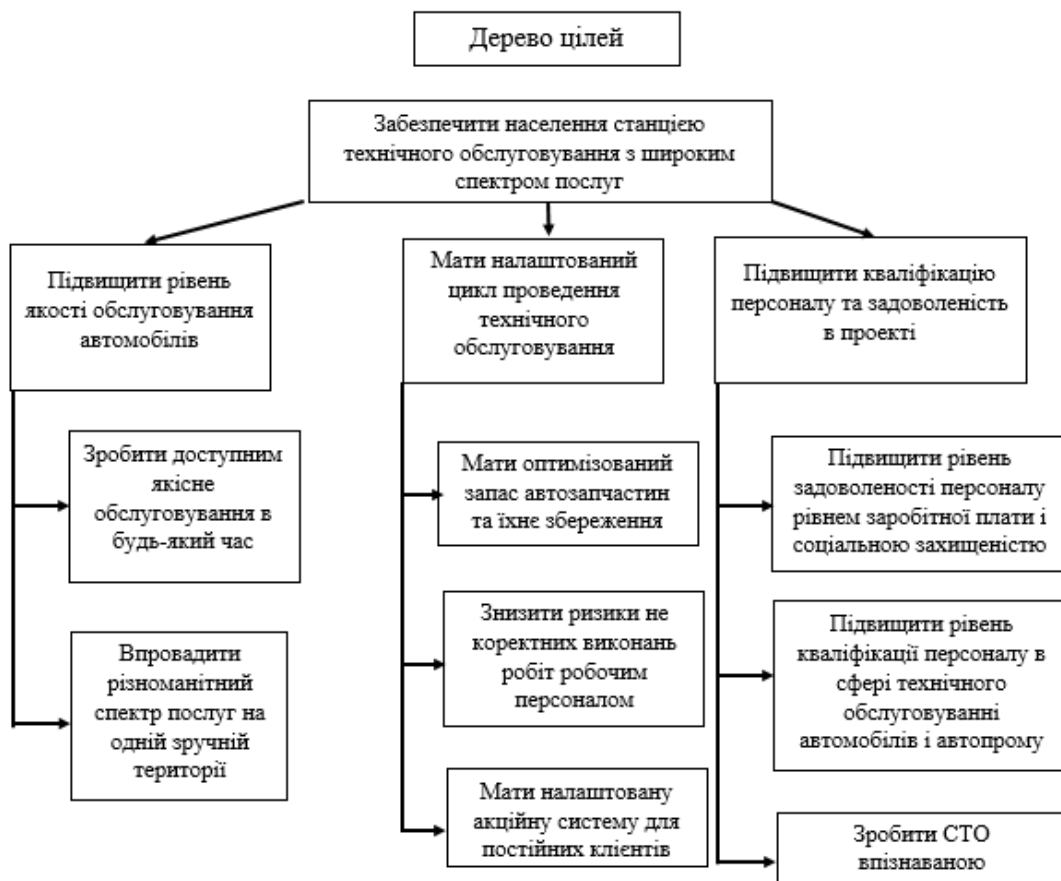 Дерево цілей
Забезпечити населення станцією
технічного обслуговування з широким
спектром послуг
Підвищити рівень
якості обслуговування
автомобілів
Зробити доступним
якісне
обслуговування в
будь-який час
Впровадити
різноманітний
спектр послуг на
одній зручній
території
Мати налаштований
цикл проведення
технічного
обслуговування
Мати оптимізований
запас автозапчастин
та їхнє збереження
Знизити ризики не
коректних виконань
робіт робочим
персоналом
Мати налаштовану
акційну систему для
постійних клієнтів
Підвищити кваліфікацію
персоналу та задоволеність
в проекті
Підвищити рівень
задоволеності персоналу
рівнем заробітної плати і
соціальною захищеністю
Підвищити рівень
кваліфікації персоналу в
сфері технічного
обслуговуванні
автомобілів і автопрому
Зробити СТО
впізнаваною